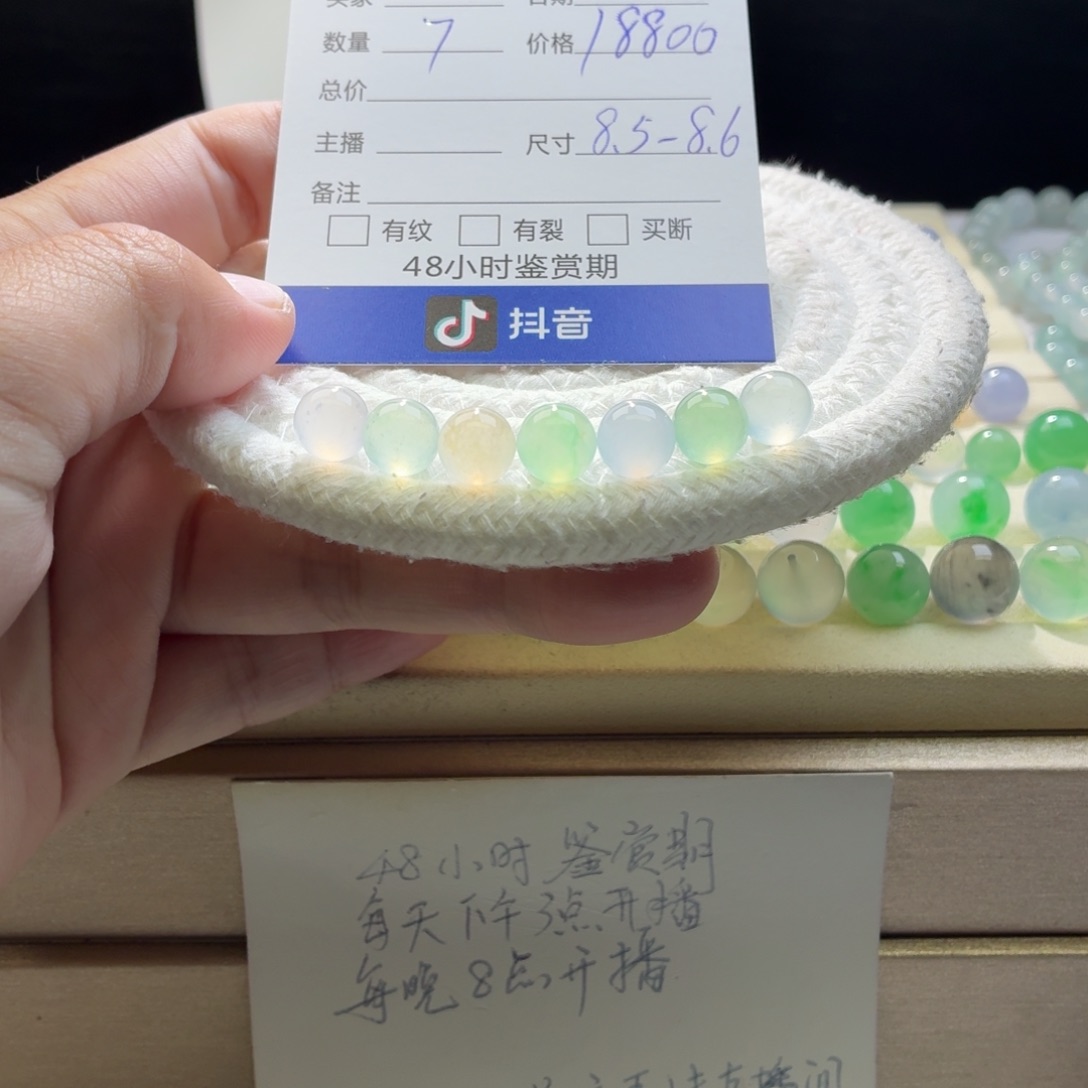 数量 7 价格 18800
总价
主播 尺寸 8.5-8.6
备注
有纹 有裂 买断
48小时鉴赏期
抖音
48小时鉴赏期
每天下午3点开播
每晚8点开播